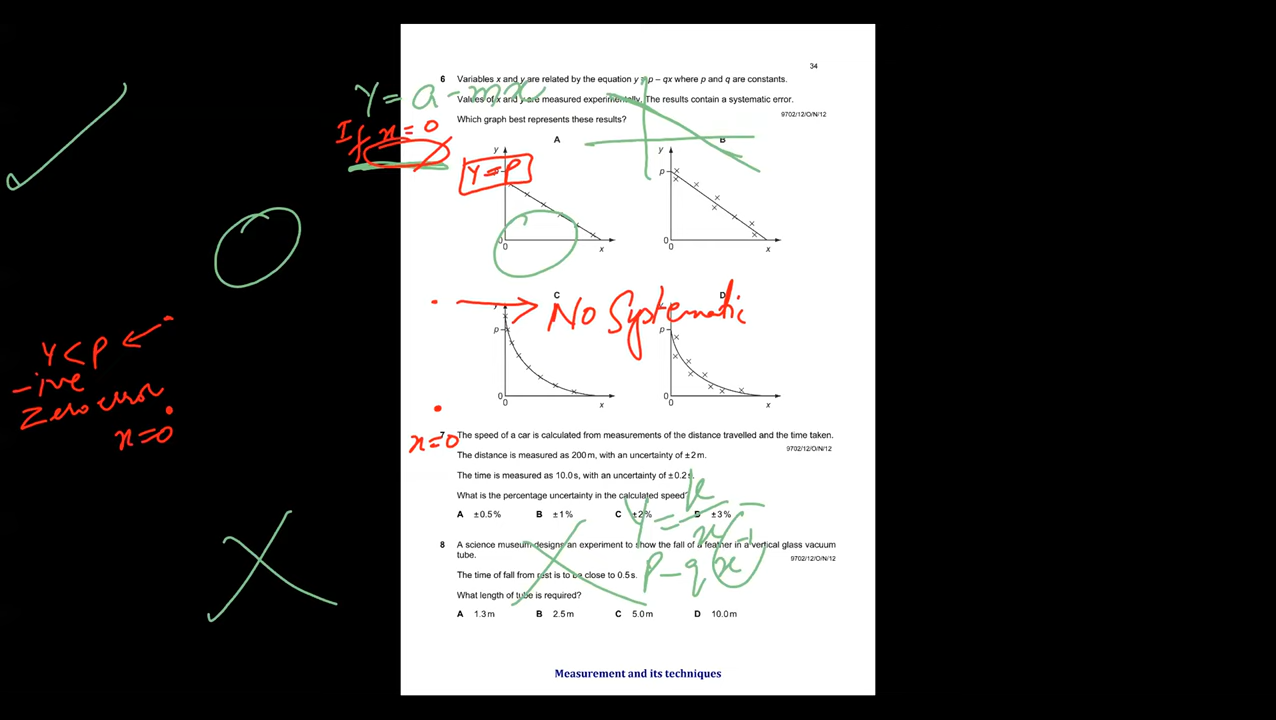 34
6 Variables x and y are related by the equation y = p – qx where p and q are constants.
Y = a - mx
Values of x and y are measured experimentally. The results contain a systematic error.
9702/12/O/N/12
Which graph best represents these results?
If x = 0
A
B
y
Y = P
y
p
0
0
x
0
0
x
C
D
No Systematic
y
p
p
Y < P
-ive
Zero error
x = 0
0
0
x
0
0
x
x = 0
7 The speed of a car is calculated from measurements of the distance travelled and the time taken.
9702/12/O/N/12
The distance is measured as 200 m, with an uncertainty of ±2 m.
The time is measured as 10.0 s, with an uncertainty of ±0.2 s.
What is the percentage uncertainty in the calculated speed?
A ±0.5% B ±1% C ±2% D ±3%
Y = k/x
8 A science museum designs an experiment to show the fall of a feather in a vertical glass vacuum
tube.
9702/12/O/N/12
P - q x⁻¹
The time of fall from rest is to be close to 0.5 s.
What length of tube is required?
A 1.3 m B 2.5 m C 5.0 m D 10.0 m
Measurement and its techniques